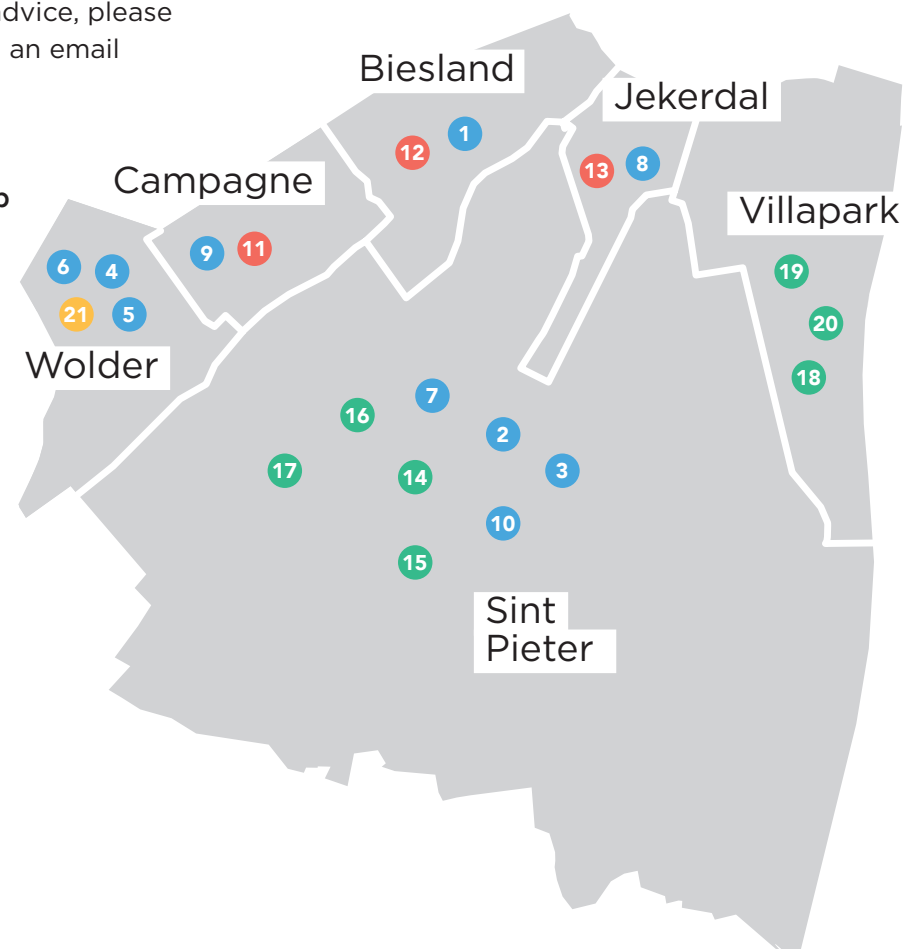 dvice, please
an email
Biesland
Jekerdal
1
12
13
8
Campagne
Villapark
9
11
6
4
19
21
5
20
Wolder
18
7
16
2
17
14
3
10
15
Sint
Pieter